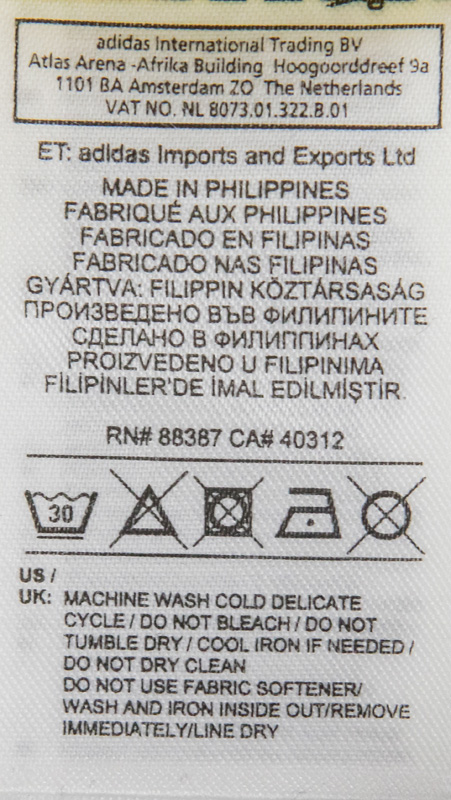 adidas International Trading BV
Atlas Arena -Afrika Building Hoogoorddreef 9a
1101 BA Amsterdam ZO The Netherlands
VAT NO. NL 8073.01.322.B.01
ET: adidas Imports and Exports Ltd
MADE IN PHILIPPINES
FABRIQUÉ AUX PHILIPPINES
FABRICADO EN FILIPINAS
FABRICADO NAS FILIPINAS
GYÁRTVA: FILIPPIN KÖZTÁRSASÁG
ПРОИЗВЕДЕНО ВЪВ ФИЛИПИНИТЕ
СДЕЛАНО В ФИЛИППИНАХ
PROIZVEDENO U FILIPINIMA
FİLİPİNLER'DE İMAL EDİLMİŞTİR.
RN# 88387 CA# 40312
30
US /
UK: MACHINE WASH COLD DELICATE
CYCLE / DO NOT BLEACH / DO NOT
TUMBLE DRY / COOL IRON IF NEEDED /
DO NOT DRY CLEAN
DO NOT USE FABRIC SOFTENER/
WASH AND IRON INSIDE OUT/REMOVE
IMMEDIATELY/LINE DRY